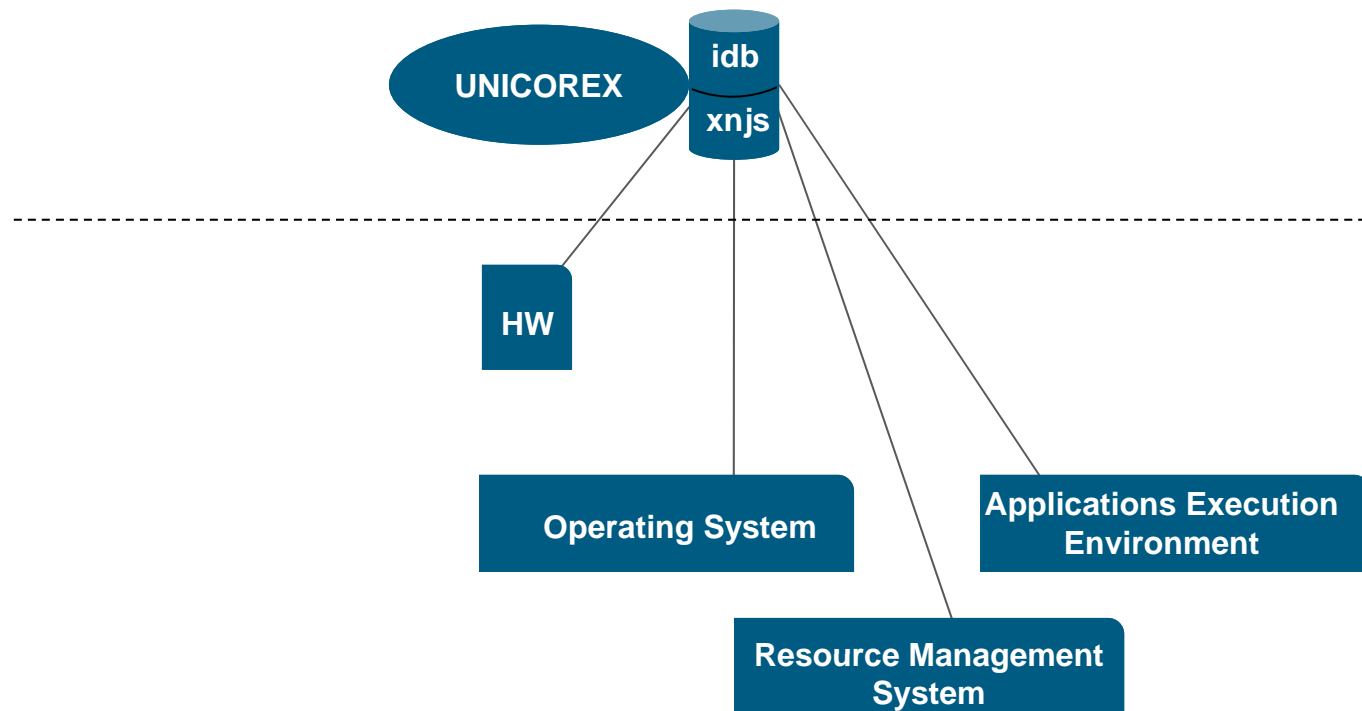 UNICOREX
idb
xnjs
HW
Operating System
Applications Execution
Environment
Resource Management
System